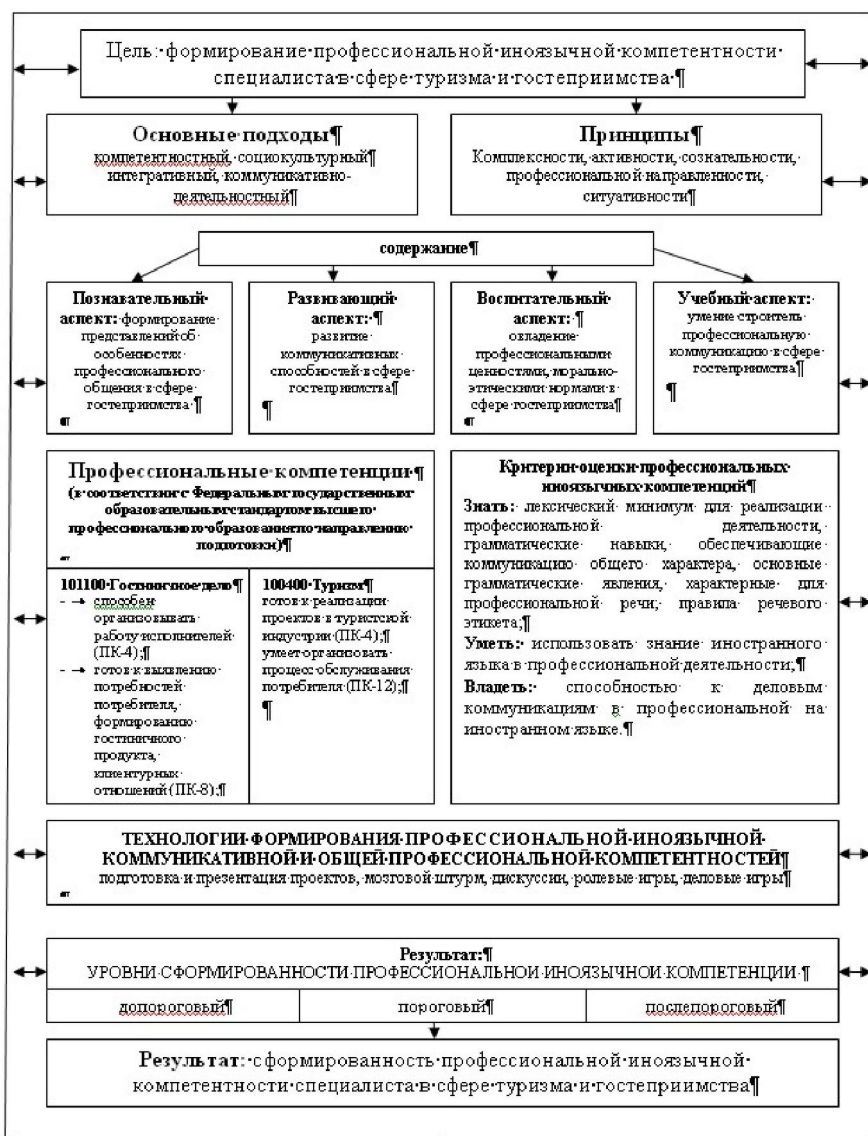 Цель: формирование профессиональной иноязычной компетентности
специалиста в сфере туризма и гостеприимства ¶
Основные подходы¶
компетентностный, социокультурный¶
интегративный, коммуникативно-
деятельностный¶
Принципы¶
Комплексности, активности, сознательности,
профессиональной направленности,
ситуативности¶
содержание¶
Познавательный
аспект: формирование
представлений об
особенностях
профессионального
общения в сфере
гостеприимства ¶
¶
Развивающий
аспект: ¶
развитие
коммуникативных
способностей в сфере
гостеприимства¶
¶
Воспитательный
аспект: ¶
овладение
профессиональными
ценностями, морально-
этическими нормами в
сфере гостеприимства¶
¶
Учебный аспект:
умение строитель
профессиональную
коммуникацию в сфере
гостеприимства¶
¶
Профессиональные компетенции ¶
(в соответствии с Федеральным государственным
образовательным стандартом высшего
профессионального образования по направлению
подготовки)¶
¶
101100 Гостиничное дело¶
- → способен
организовывать
работу исполнителей
(ПК-4);¶
- → готов к выявлению
потребностей
потребителя,
формированию
гостиничного
продукта,
клиентурных
отношений (ПК-8);¶
100400 Туризм¶
готов к реализации
проектов в туристской
индустрии (ПК-4);¶
умеет организовать
процесс обслуживания
потребителя (ПК-12);¶
¶
Критерии оценки профессиональных
иноязычных компетенций¶
Знать: лексический минимум для реализации
профессиональной деятельности,
грамматические навыки, обеспечивающие
коммуникацию общего характера, основные
грамматические явления, характерные для
профессиональной речи; правила речевого
этикета;¶
Уметь: использовать знание иностранного
языка в профессиональной деятельности;¶
Владеть: способностью к деловым
коммуникациям в профессиональной на
иностранном языке.¶
ТЕХНОЛОГИИ ФОРМИРОВАНИЯ ПРОФЕССИОНАЛЬНОЙ ИНОЯЗЫЧНОЙ
КОММУНИКАТИВНОЙ И ОБЩЕЙ ПРОФЕССИОНАЛЬНОЙ КОМПЕТЕНТНОСТЕЙ¶
подготовка и презентация проектов, мозговой штурм, дискуссии, ролевые игры, деловые игры¶
¶
Результат:¶
УРОВНИ СФОРМИРОВАННОСТИ ПРОФЕССИОНАЛЬНОЙ ИНОЯЗЫЧНОЙ КОМПЕТЕНЦИИ ¶
допороговый¶
пороговый¶
послепороговый¶
Результат: сформированность профессиональной иноязычной
компетентности специалиста в сфере туризма и гостеприимства¶